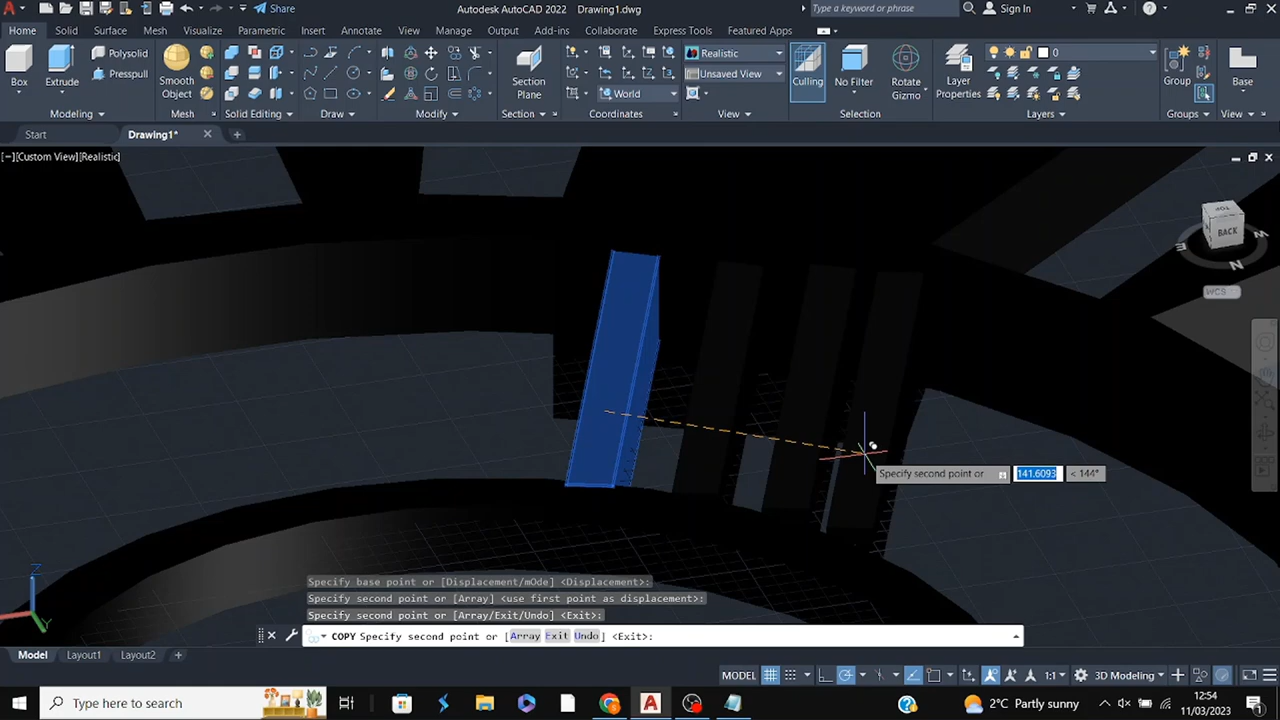 Share
Autodesk AutoCAD 2022 Drawing1.dwg
Type a keyword or phrase
Sign In
Home Solid Surface Mesh Visualize Parametric Insert Annotate View Manage Output Add-ins Collaborate Express Tools Featured Apps
Box
Extrude
Polysolid
Presspull
Smooth
Object
Section
Plane
Realistic
Unsaved View
World
Culling
No Filter
Rotate
Gizmo
Layer
Properties
0
Group
Base
Modeling
Mesh
Solid Editing
Draw
Modify
Section
Coordinates
View
Selection
Layers
Groups
View
Start
Drawing1*
[−][Custom View][Realistic]
TOP
BACK
E
W
N
WCS
Specify second point or
141.6093
< 144°
Z
Y
Specify base point or [Displacement/mOde] <Displacement>:
Specify second point or [Array] <use first point as displacement>:
Specify second point or [Array/Exit/Undo] <Exit>:
COPY Specify second point or [Array Exit Undo] <Exit>:
Model Layout1 Layout2
MODEL
1:1
3D Modeling
Type here to search
2°C Partly sunny
12:54
11/03/2023